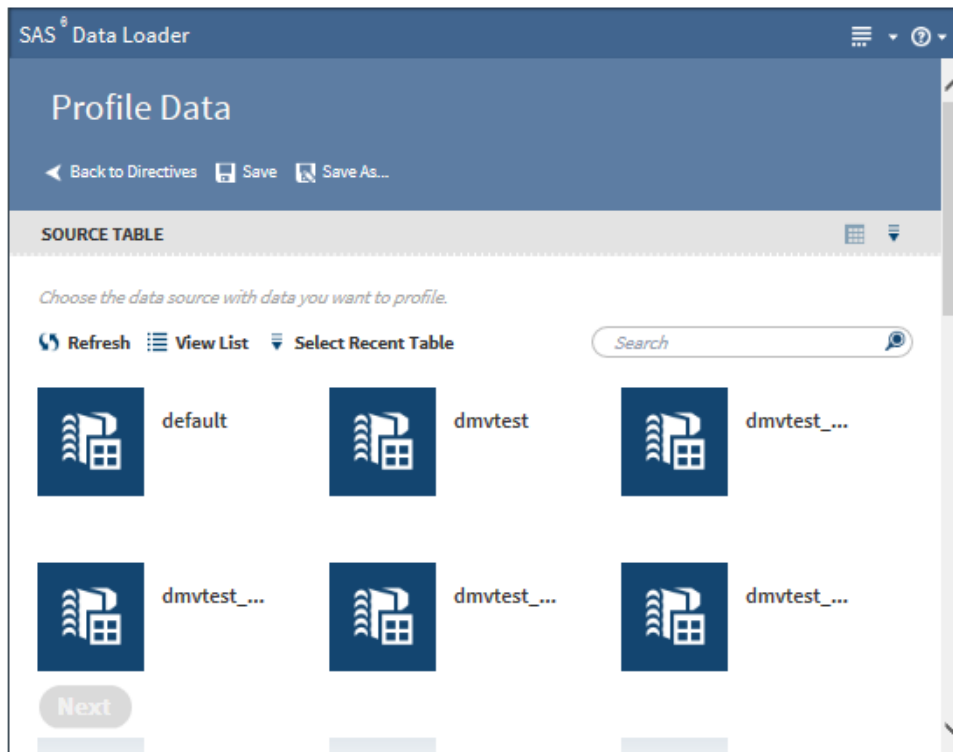 SAS® Data Loader
Profile Data
Back to Directives Save Save As...
SOURCE TABLE
Choose the data source with data you want to profile.
Refresh View List Select Recent Table Search
default dmvtest dmvtest_...
dmvtest_... dmvtest_... dmvtest_...
Next